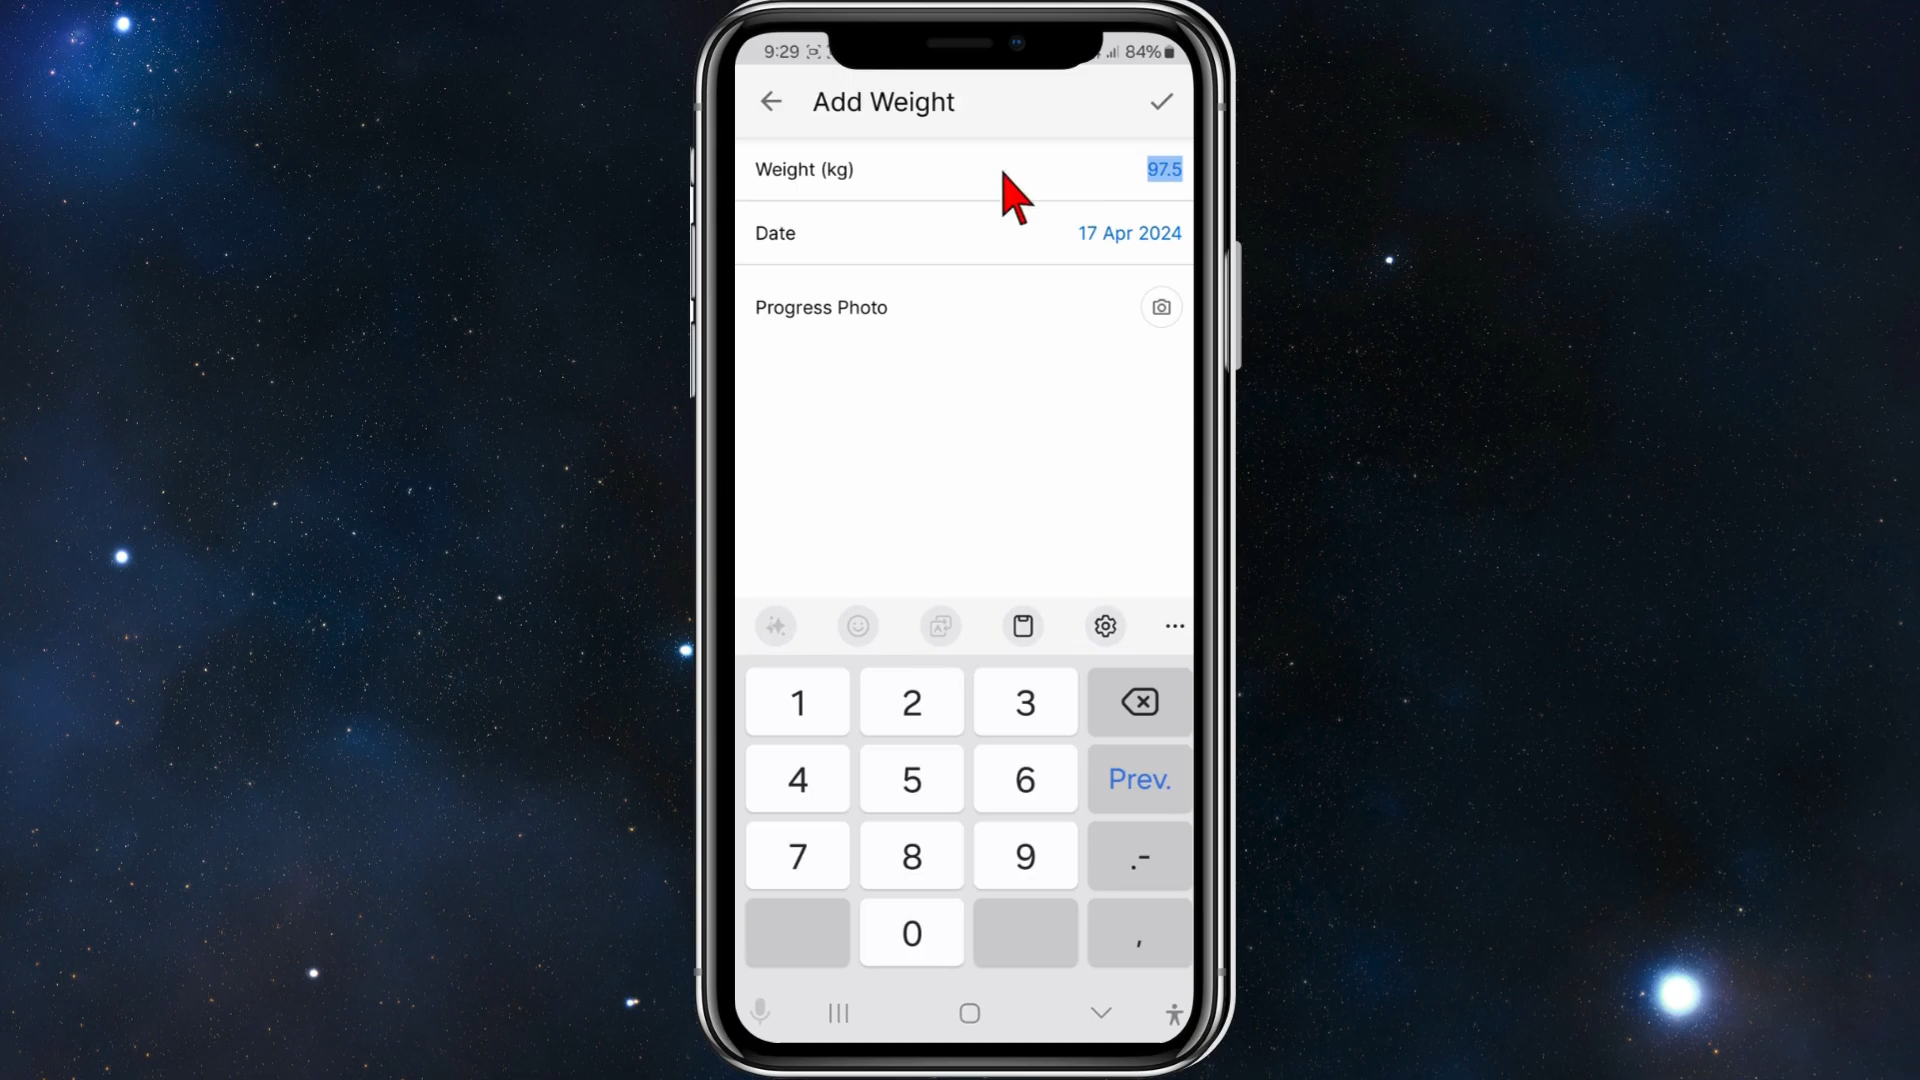 9:29 84%
Add Weight
Weight (kg) 97.5
Date 17 Apr 2024
Progress Photo
1 2 3
4 5 6 Prev.
7 8 9 .-
0 ,